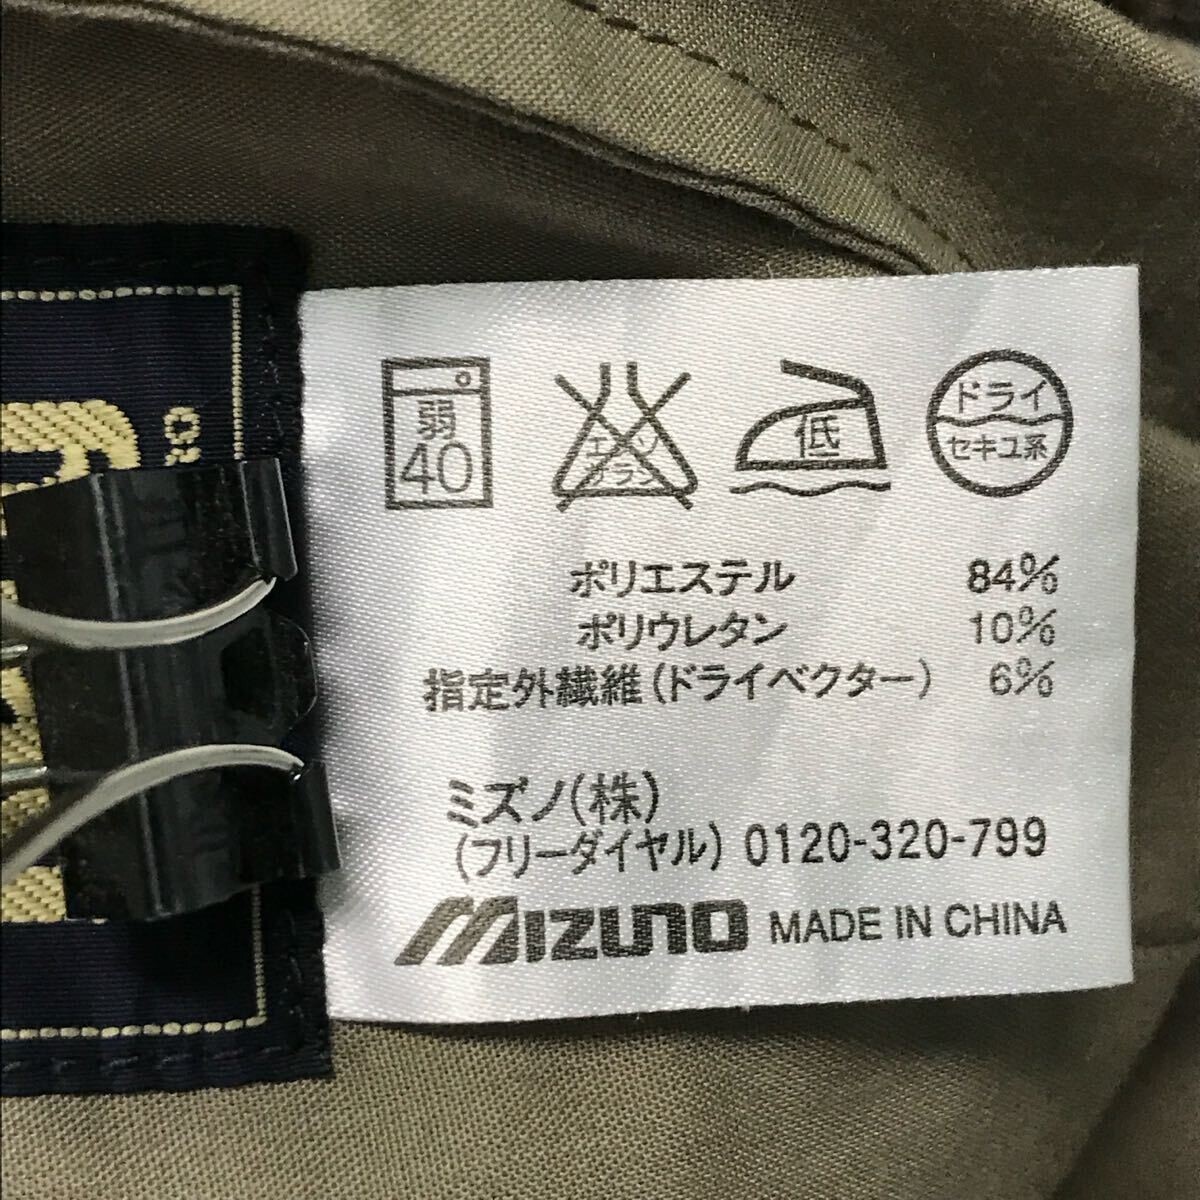 弱
40
エンソ
サラシ
低
ドライ
セキユ系
ポリエステル 84%
ポリウレタン 10%
指定外繊維(ドライベクター) 6%
ミズノ(株)
(フリーダイヤル) 0120-320-799
MIZUNO MADE IN CHINA